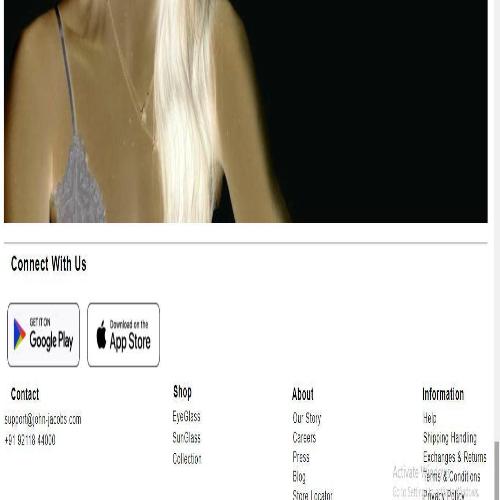 Connect With Us
GET IT ON
Google Play
Download on the
App Store
Contact
support@john-jacobs.com
+91 92118 44000
Shop
EyeGlass
SunGlass
Collection
About
Our Story
Careers
Press
Blog
Store Locator
Information
Help
Shipping Handling
Exchanges & Returns
Terms & Conditions
Privacy Policy
Activate Windows
Go to Settings to activate Windows.